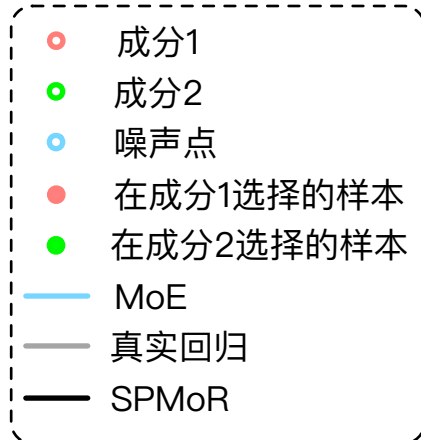 成分1
成分2
噪声点
在成分1选择的样本
在成分2选择的样本
MoE
真实回归
SPMoR